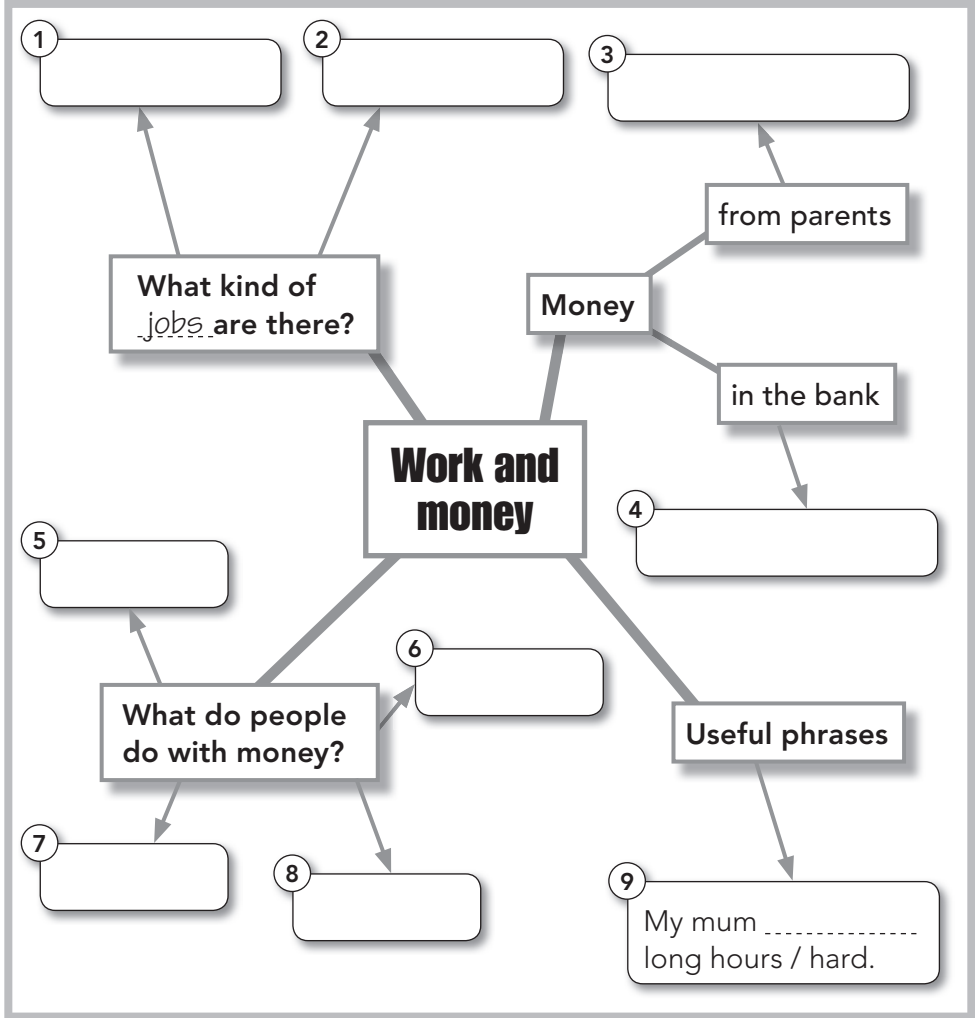 1
2
3
from parents
What kind of
jobs are there?
Money
in the bank
Work and
money
4
5
6
What do people
do with money?
Useful phrases
7
8
9
My mum
long hours / hard.